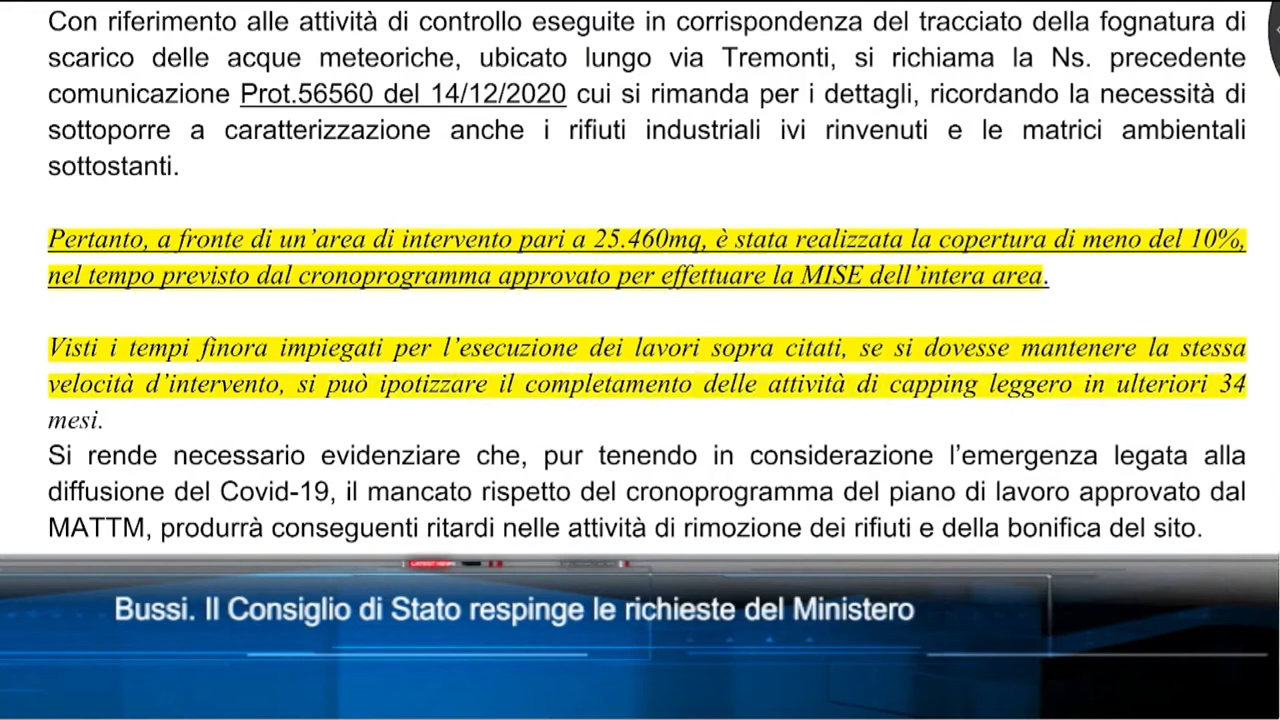 Con riferimento alle attività di controllo eseguite in corrispondenza del tracciato della fognatura di
scarico delle acque meteoriche, ubicato lungo via Tremonti, si richiama la Ns. precedente
comunicazione Prot.56560 del 14/12/2020 cui si rimanda per i dettagli, ricordando la necessità di
sottoporre a caratterizzazione anche i rifiuti industriali ivi rinvenuti e le matrici ambientali
sottostanti.
Pertanto, a fronte di un’area di intervento pari a 25.460mq, è stata realizzata la copertura di meno del 10%,
nel tempo previsto dal cronoprogramma approvato per effettuare la MISE dell’intera area.
Visti i tempi finora impiegati per l’esecuzione dei lavori sopra citati, se si dovesse mantenere la stessa
velocità d’intervento, si può ipotizzare il completamento delle attività di capping leggero in ulteriori 34
mesi.
Si rende necessario evidenziare che, pur tenendo in considerazione l’emergenza legata alla
diffusione del Covid-19, il mancato rispetto del cronoprogramma del piano di lavoro approvato dal
MATTM, produrrà conseguenti ritardi nelle attività di rimozione dei rifiuti e della bonifica del sito.
LATEST NEWS
Bussi. Il Consiglio di Stato respinge le richieste del Ministero